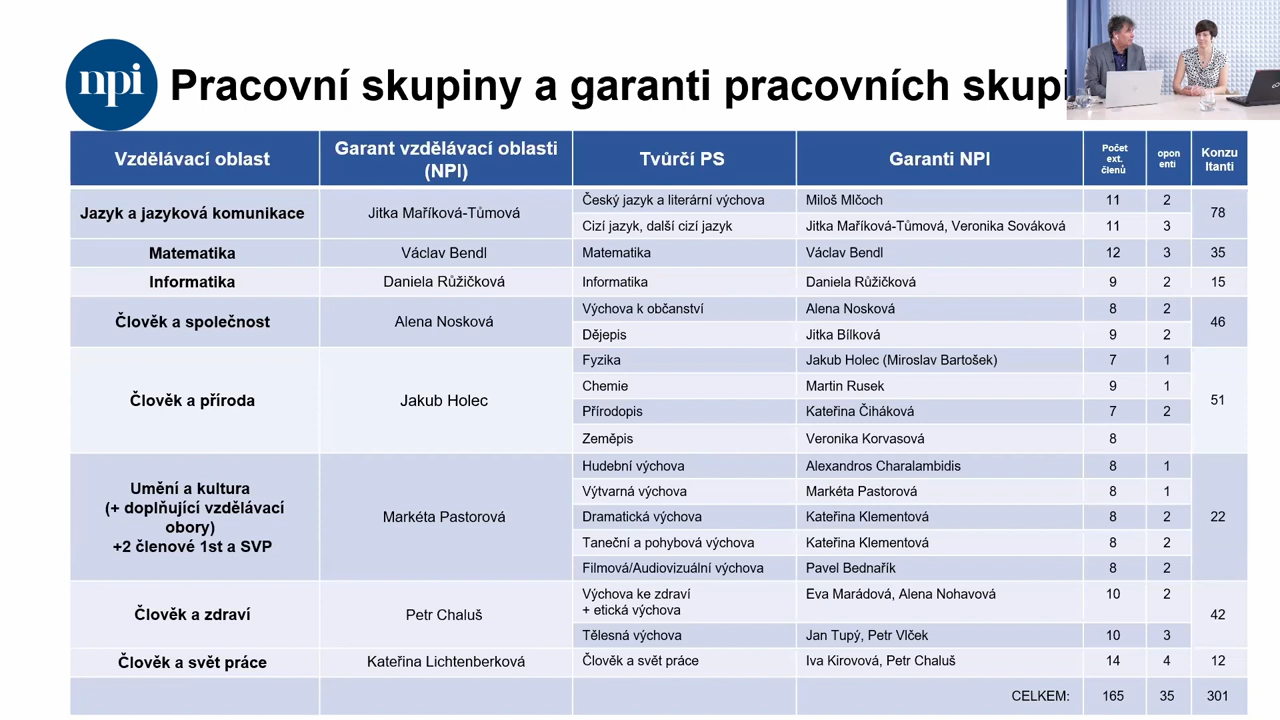 npi
Pracovní skupiny a garanti pracovních skupi
Vzdělávací oblast
Garant vzdělávací oblasti
(NPI)
Tvůrčí PS
Garanti NPI
Počet
ext.
členů
opon
enti
Konzu
ltanti
Jazyk a jazyková komunikace
Jitka Maříková-Tůmová
Český jazyk a literární výchova
Miloš Mlčoch
11
2
78
Cizí jazyk, další cizí jazyk
Jitka Maříková-Tůmová, Veronika Sováková
11
3
Matematika
Václav Bendl
Matematika
Václav Bendl
12
3
35
Informatika
Daniela Růžičková
Informatika
Daniela Růžičková
9
2
15
Člověk a společnost
Alena Nosková
Výchova k občanství
Alena Nosková
8
2
46
Dějepis
Jitka Bílková
9
2
Člověk a příroda
Jakub Holec
Fyzika
Jakub Holec (Miroslav Bartošek)
7
1
51
Chemie
Martin Rusek
9
1
Přírodopis
Kateřina Čiháková
7
2
Zeměpis
Veronika Korvasová
8
Umění a kultura
(+ doplňující vzdělávací
obory)
+2 členové 1st a SVP
Markéta Pastorová
Hudební výchova
Alexandros Charalambidis
8
1
22
Výtvarná výchova
Markéta Pastorová
8
1
Dramatická výchova
Kateřina Klementová
8
2
Taneční a pohybová výchova
Kateřina Klementová
8
2
Filmová/Audiovizuální výchova
Pavel Bednařík
8
2
Člověk a zdraví
Petr Chaluš
Výchova ke zdraví
+ etická výchova
Eva Marádová, Alena Nohavová
10
2
42
Tělesná výchova
Jan Tupý, Petr Vlček
10
3
Člověk a svět práce
Kateřina Lichtenberková
Člověk a svět práce
Iva Kirovová, Petr Chaluš
14
4
12
CELKEM:
165
35
301